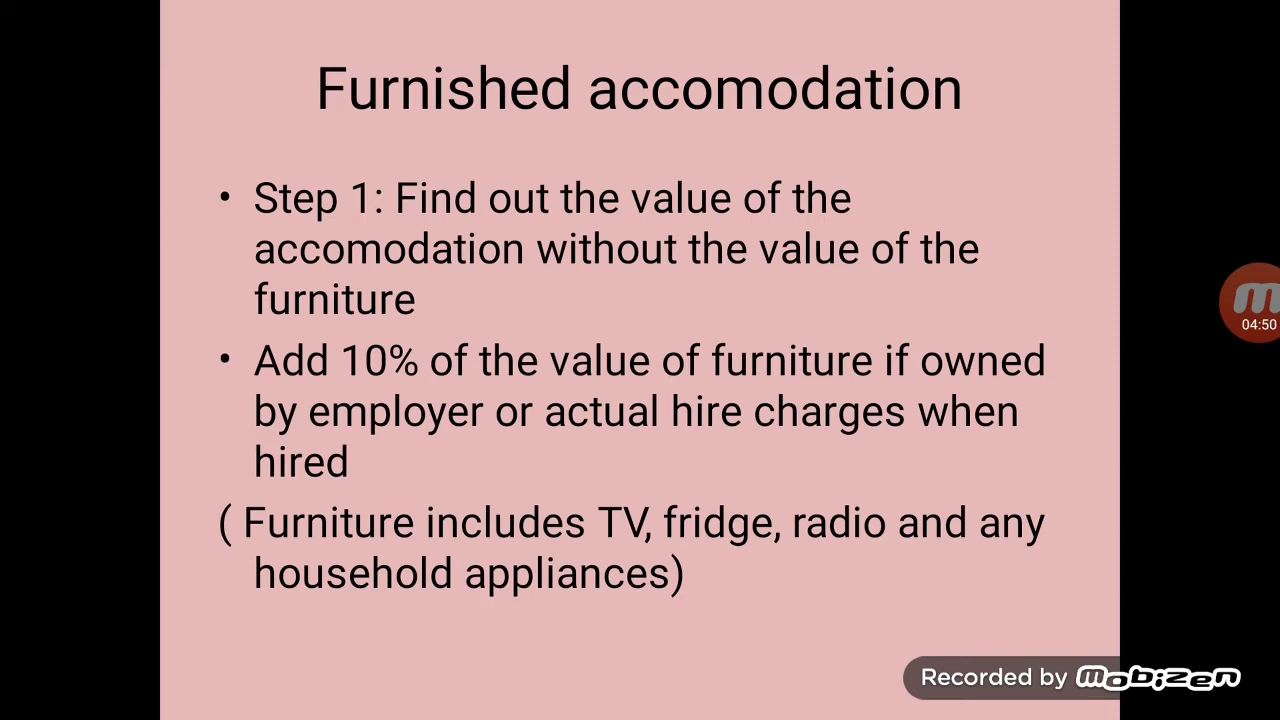 Furnished accomodation
• Step 1: Find out the value of the
accomodation without the value of the
furniture
• Add 10% of the value of furniture if owned
by employer or actual hire charges when
hired
( Furniture includes TV, fridge, radio and any
household appliances)
m
04:50
Recorded by mobizen